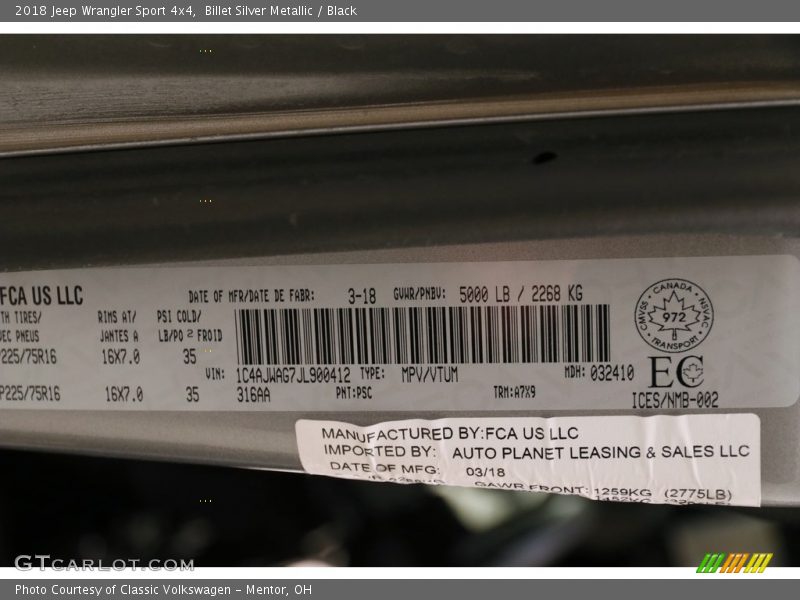 2018 Jeep Wrangler Sport 4x4, Billet Silver Metallic / Black
FCA US LLC
DATE OF MFR/DATE DE FABR: 3-18 GVWR/PNBV: 5000 LB / 2268 KG
TH TIRES/ RIMS AT/ PSI COLD/
PNEUS JANTES A LB/PO2 FROID
P225/75R16 16X7.0 35
VIN: 1C4AJWAG7JL900412 TYPE: MPV/VTUM MDH: 032410
P225/75R16 16X7.0 35 316AA PNT:PSC TRM:A7X9
CMVSS CANADA NSVAC
972
TRANSPORT
EC
ICES/NMB-002
MANUFACTURED BY:FCA US LLC
IMPORTED BY: AUTO PLANET LEASING & SALES LLC
DATE OF MFG: 03/18
GAWR FRONT: 1259KG (2775LB)
GTCARLOT.COM
Photo Courtesy of Classic Volkswagen - Mentor, OH